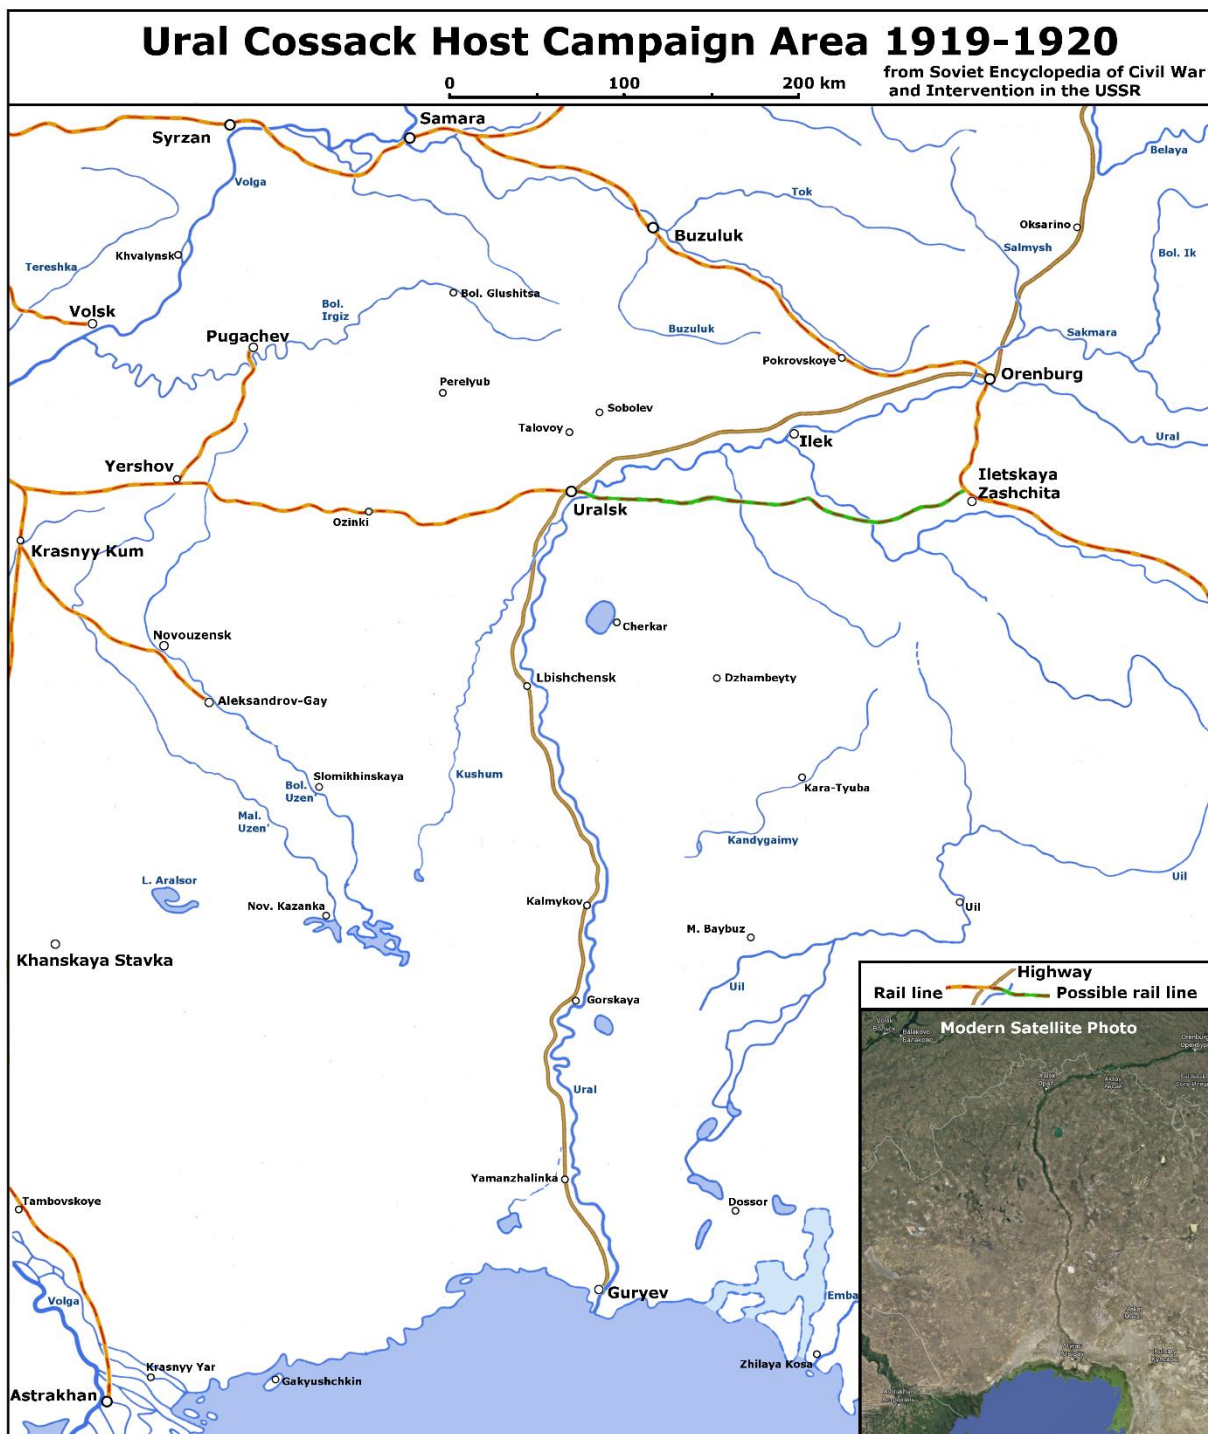 Ural Cossack Host Campaign Area 1919-1920
from Soviet Encyclopedia of Civil War
and Intervention in the USSR
0 100 200 km
Samara
Syrzan
Belaya
Volga
Tok
Oksarino
Buzuluk
Salmysh
Khvalynsk
Bol. Ik
Tereshka
Bol. Glushitsa
Bol.
Irgiz
Volsk
Buzuluk
Sakmara
Pugachev
Pokrovskoye
Orenburg
Perelyub
Sobolev
Talovoy
Ilek
Ural
Yershov
Iletskaya
Zashchita
Uralsk
Ozinki
Krasnyy Kum
Cherkar
Novouzensk
Lbishchensk
Dzhambeyty
Aleksandrov-Gay
Slomikhinskaya
Kushum
Bol.
Uzen'
Kara-Tyuba
Mal.
Uzen'
Kandygaimy
L. Aralsor
Uil
Nov. Kazanka
Kalmykov
Uil
M. Baybuz
Khanskaya Stavka
Highway
Uil
Rail line
Possible rail line
Gorskaya
Modern Satellite Photo
Balakovo
Балаково
Ural
Yamanzhalinka
Tambovskoye
Dossor
Guryev
Volga
Emba
Krasnyy Yar
Zhilaya Kosa
Gakyushchkin
Astrakhan